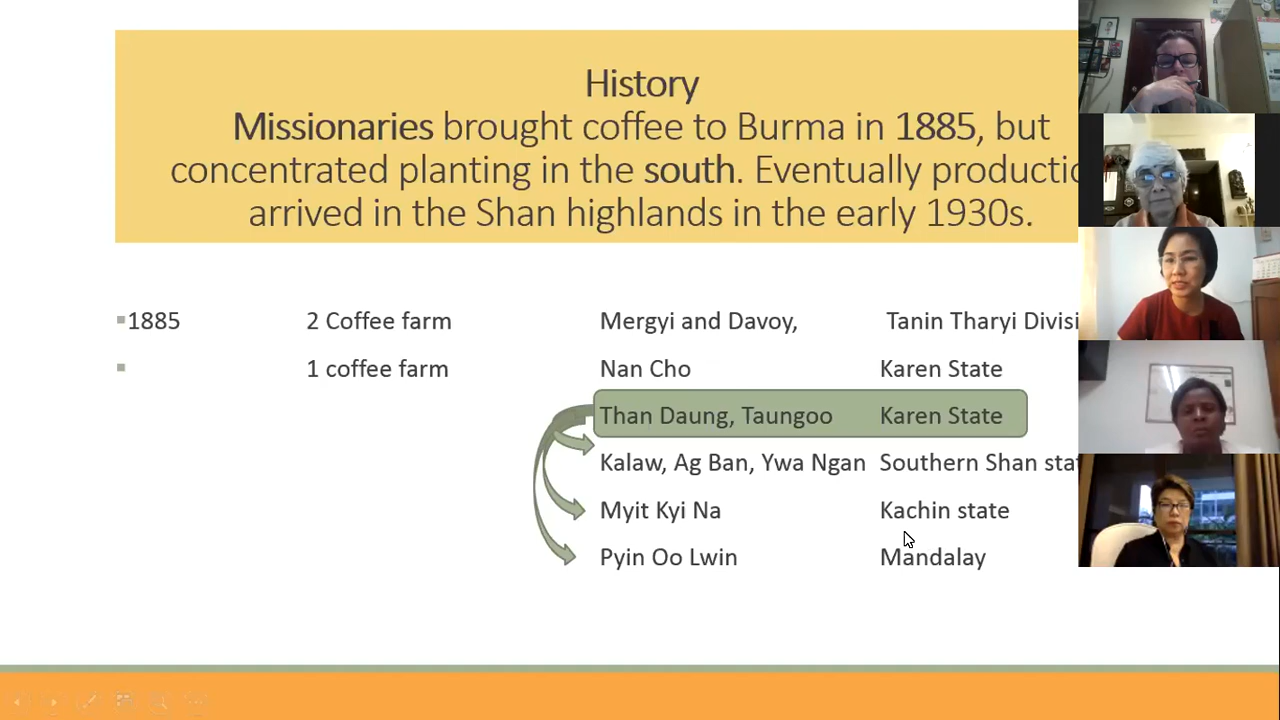 History
Missionaries brought coffee to Burma in 1885, but
concentrated planting in the south. Eventually productio
arrived in the Shan highlands in the early 1930s.
1885 2 Coffee farm Mergyi and Davoy, Tanin Tharyi Divisi
1 coffee farm Nan Cho Karen State
Than Daung, Taungoo Karen State
Kalaw, Ag Ban, Ywa Ngan Southern Shan stat
Myit Kyi Na Kachin state
Pyin Oo Lwin Mandalay